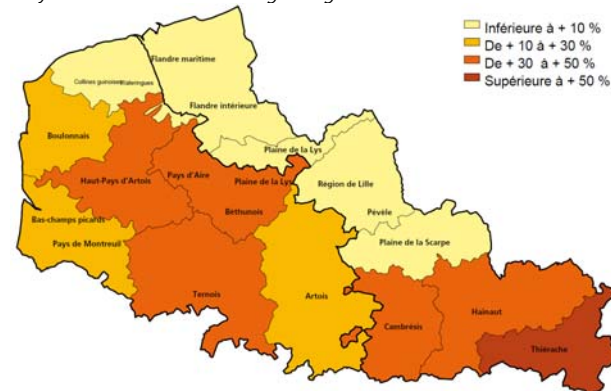 Inférieure à + 10 %
De + 10 à + 30 %
De + 30 à + 50 %
Supérieure à + 50 %
Flandre maritime
Collines guinoises
Flandre intérieure
Boulonnais
Plaine de la Lys
Haut-Pays d'Artois
Pays d'Aire
Plaine de la Lys
Région de Lille
Béthunois
Pévèle
Bas-champs picards
Pays de Montreuil
Plaine de la Scarpe
Ternois
Artois
Cambrésis
Hainaut
Thiérache